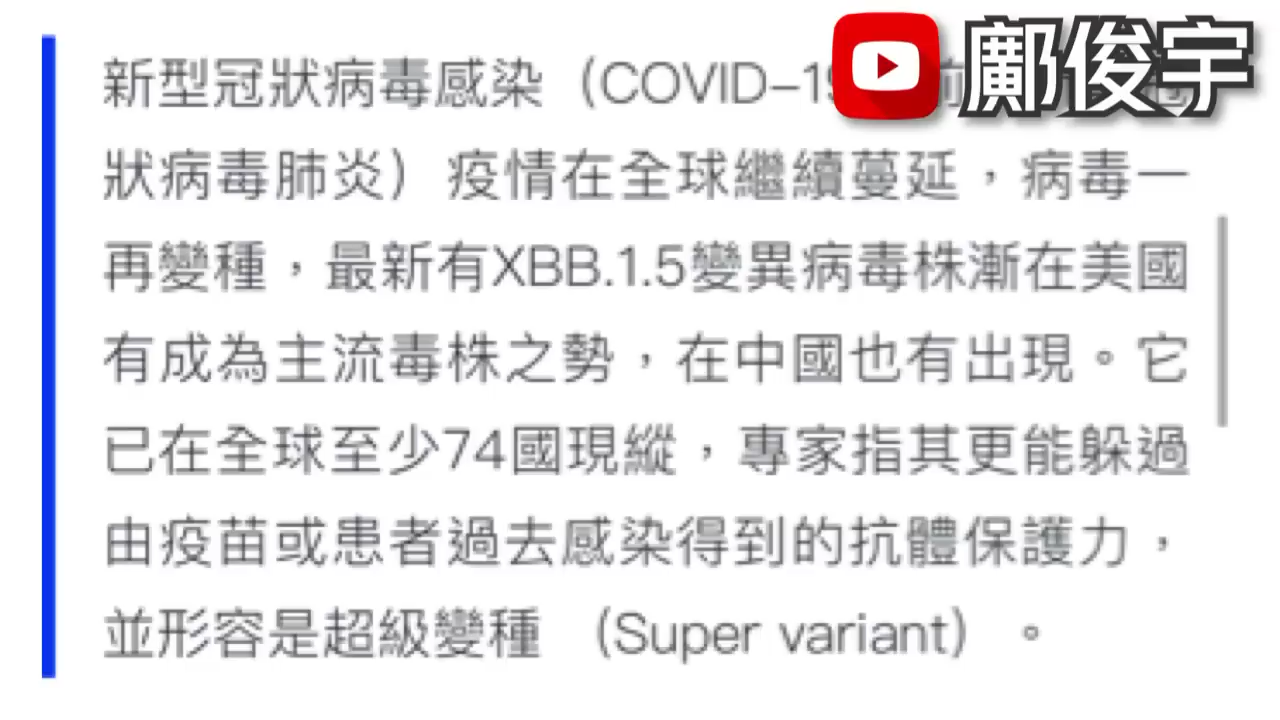 新型冠狀病毒感染（COVID-19
鄺俊宇
狀病毒肺炎）疫情在全球繼續蔓延，病毒一
再變種，最新有XBB.1.5變異病毒株漸在美國
有成為主流毒株之勢，在中國也有出現。它
已在全球至少74國現縱，專家指其更能躲過
由疫苗或患者過去感染得到的抗體保護力，
並形容是超級變種 （Super variant）。